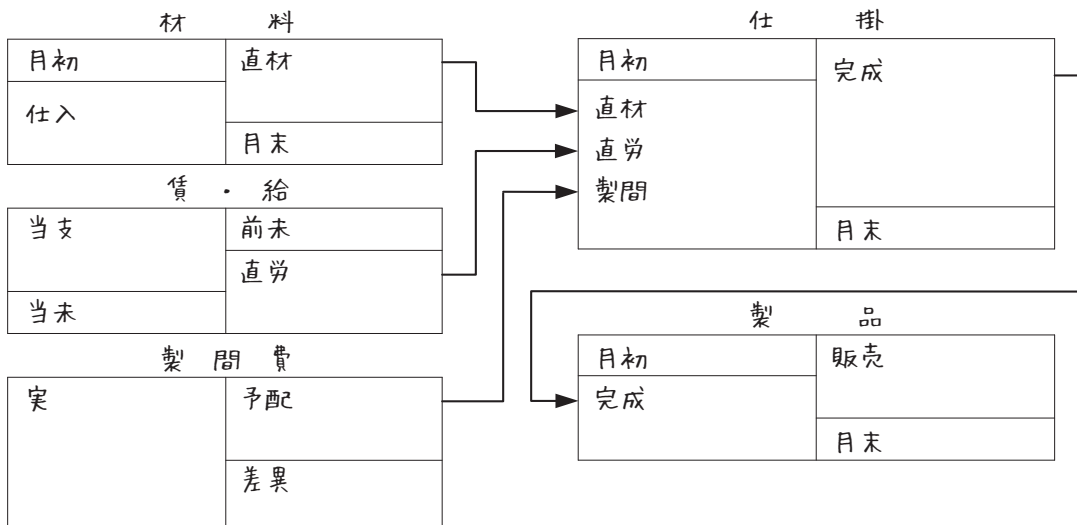 材 料
月初 直材
仕入
月末
賃 ・ 給
当支 前未
直労
当未
製 間 費
実 予配
差異
仕 掛
月初 完成
直材
直労
製間
月末
製 品
月初 販売
完成
月末